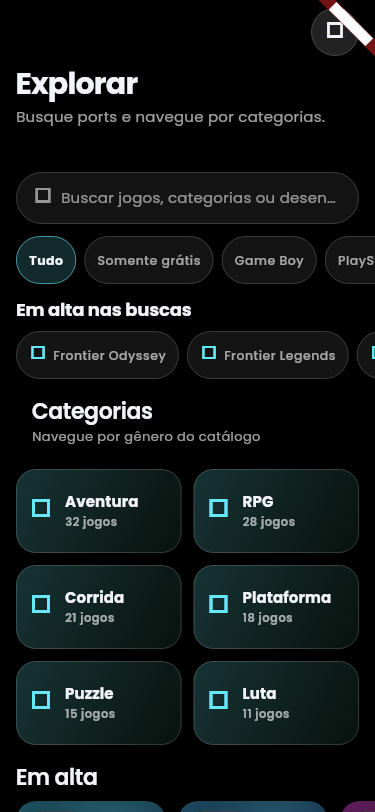 Explorar
Busque ports e navegue por categorias.
Buscar jogos, categorias ou desen...
Tudo
Somente grátis
Game Boy
PlayS
Em alta nas buscas
Frontier Odyssey
Frontier Legends
Categorias
Navegue por gênero do catálogo
Aventura
32 jogos
RPG
28 jogos
Corrida
21 jogos
Plataforma
18 jogos
Puzzle
15 jogos
Luta
11 jogos
Em alta